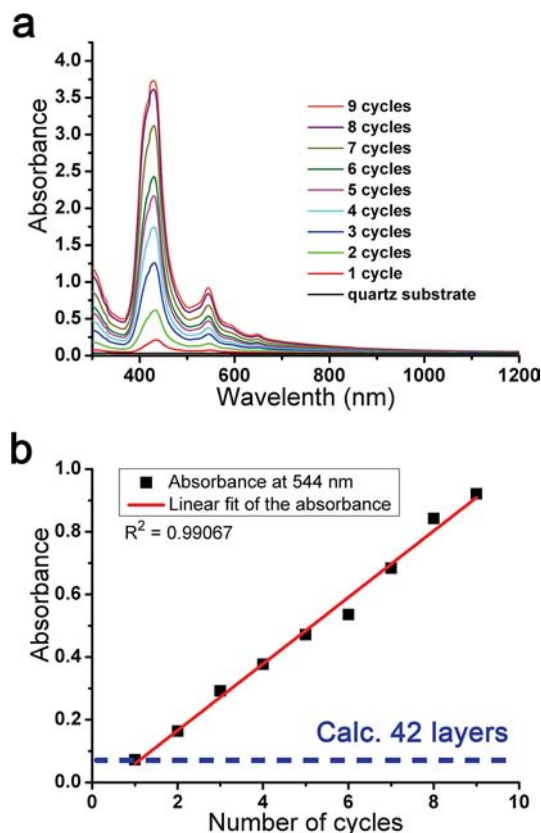 a
4.0
3.5
3.0
2.5
2.0
1.5
1.0
0.5
0.0
Absorbance
9 cycles
8 cycles
7 cycles
6 cycles
5 cycles
4 cycles
3 cycles
2 cycles
1 cycle
quartz substrate
400 600 800 1000 1200
Wavelenth (nm)
b
1.0
0.8
0.6
0.4
0.2
0.0
Absorbance
Absorbance at 544 nm
Linear fit of the absorbance
R² = 0.99067
Calc. 42 layers
0 2 4 6 8 10
Number of cycles